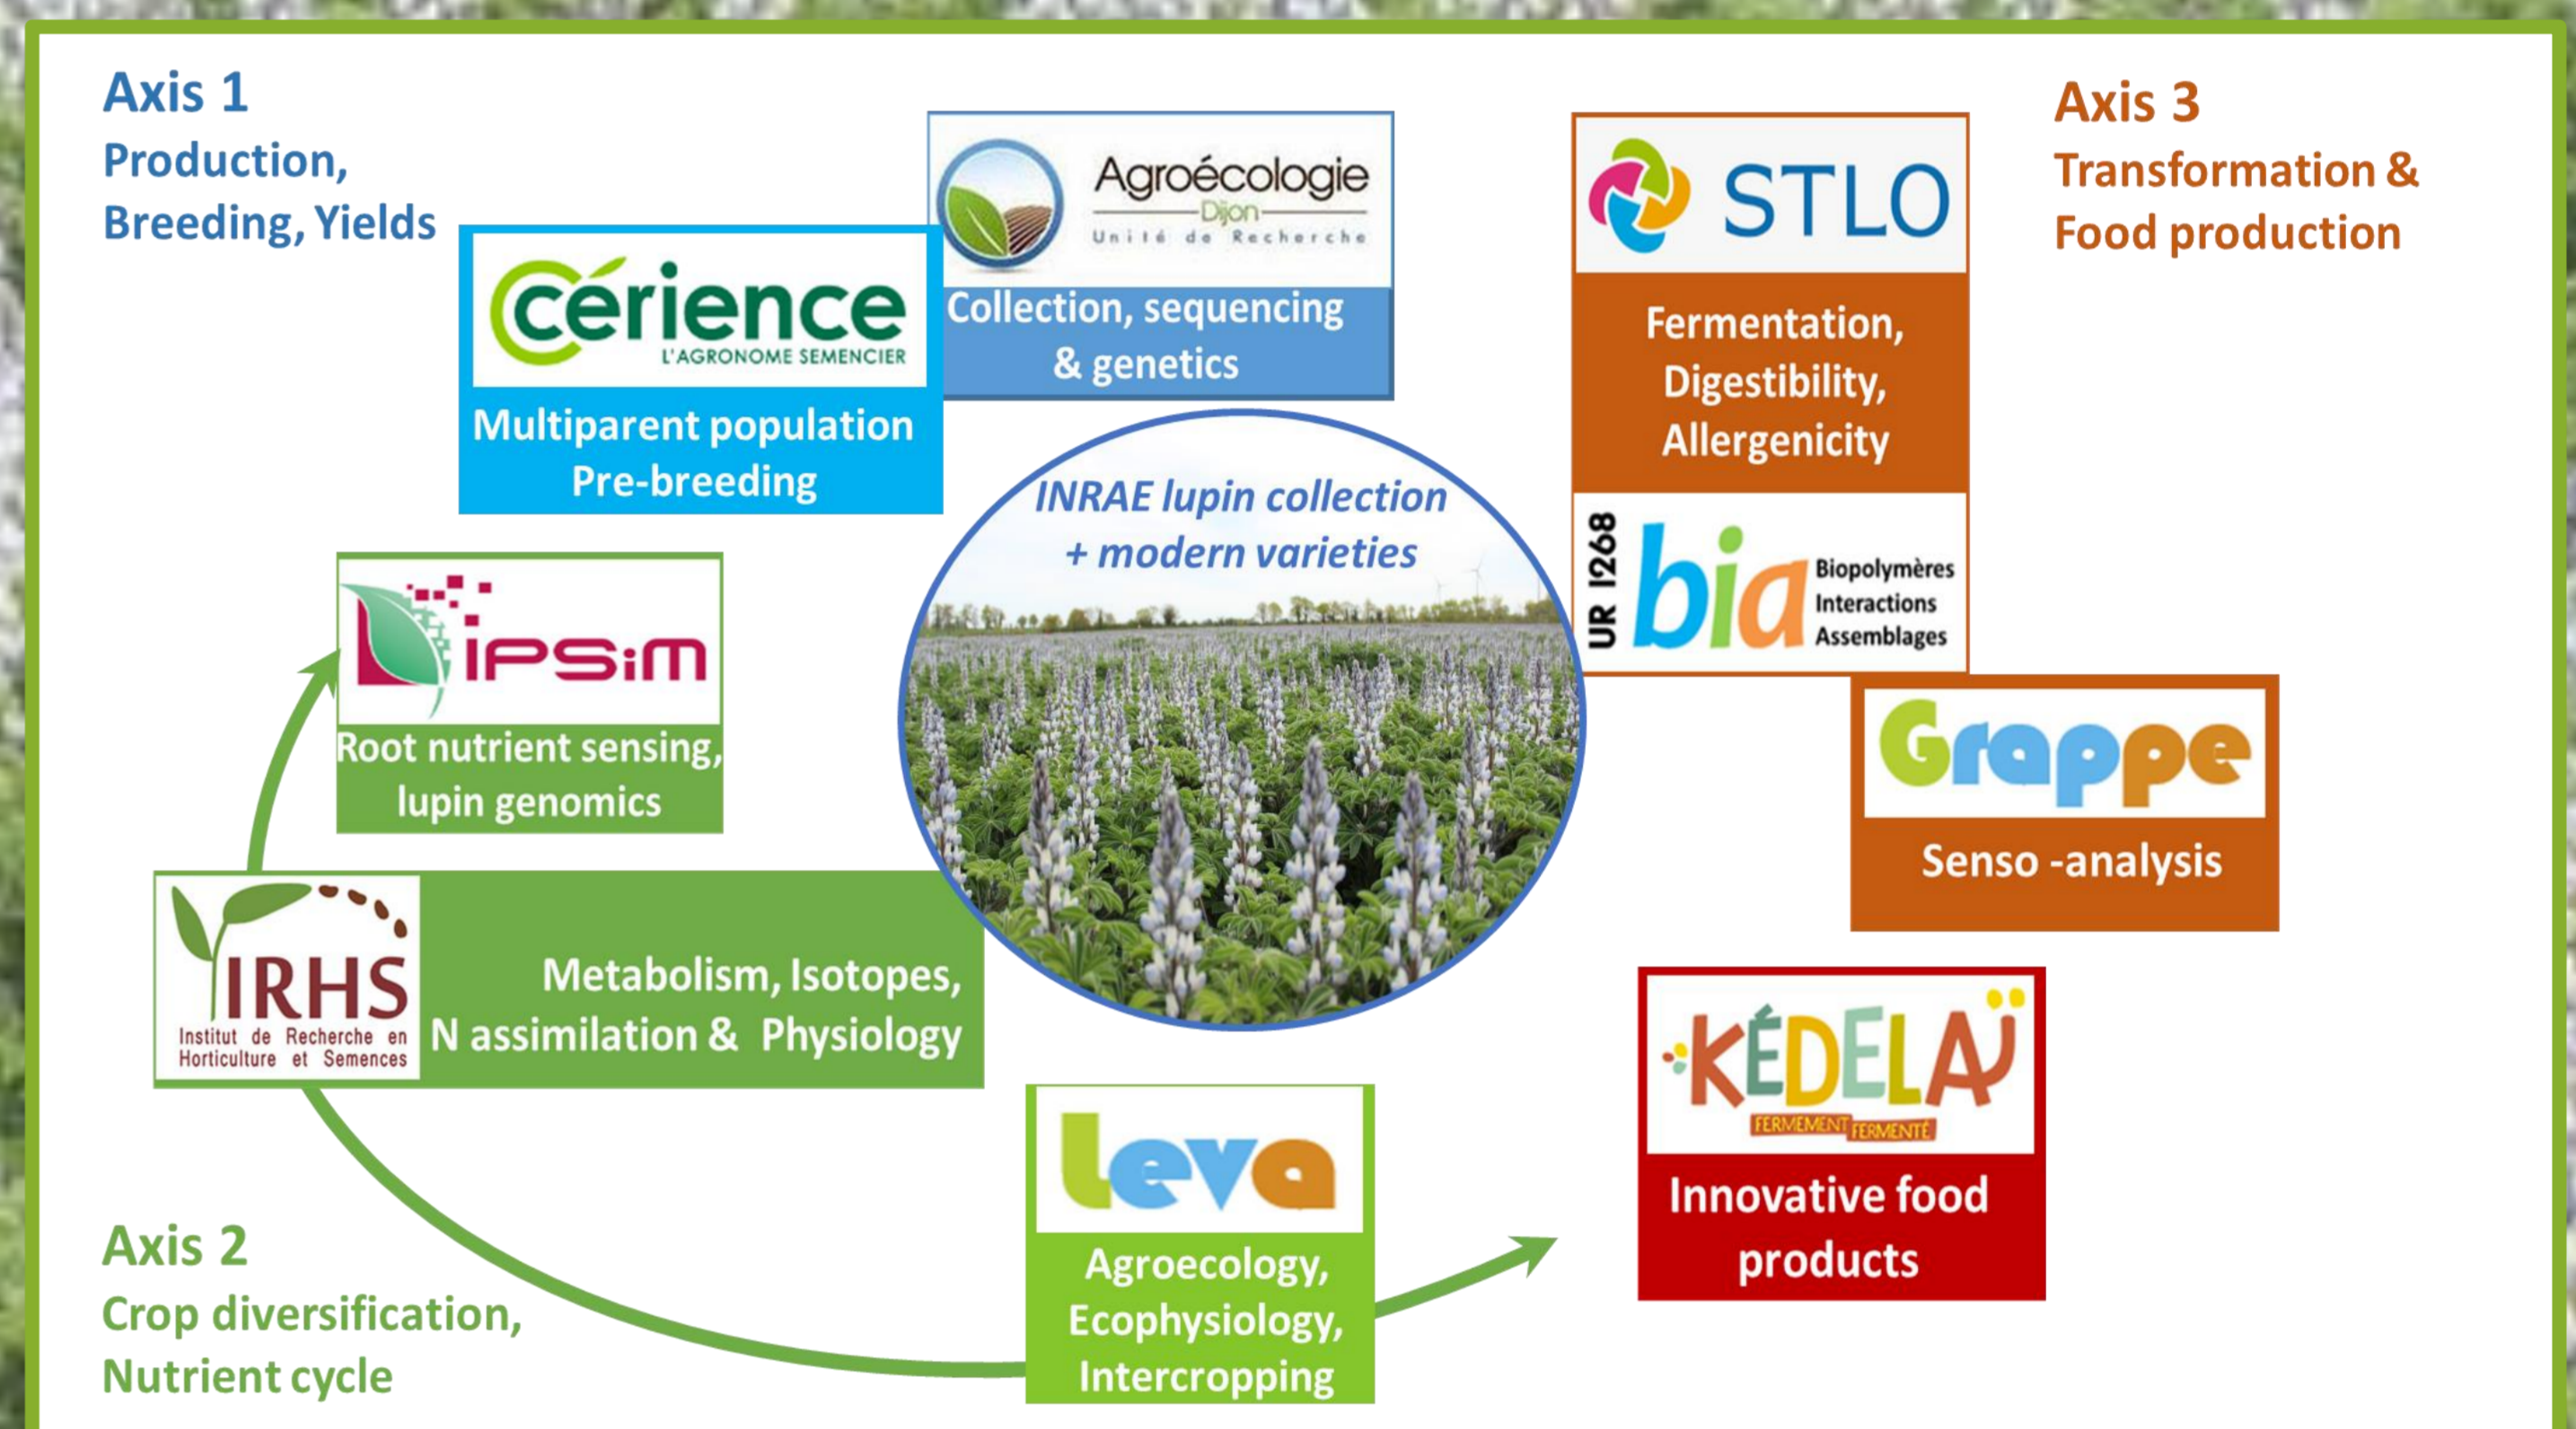 Axis 1
Production,
Breeding, Yields
Agroécologie
Dijon
Unité de Recherche
Collection, sequencing
& genetics
cérience
L'AGRONOME SEMENCIER
Multiparent population
Pre-breeding
STLO
Fermentation,
Digestibility,
Allergenicity
UR 1268
bia
Biopolymères
Interactions
Assemblages
Axis 3
Transformation &
Food production
INRAE lupin collection
+ modern varieties
iPSiM
Root nutrient sensing,
lupin genomics
Grappe
Senso -analysis
IRHS
Institut de Recherche en
Horticulture et Semences
Metabolism, Isotopes,
N assimilation & Physiology
KÉDELAÏ
FERMEMENT FERMENTÉ
Innovative food
products
Leva
Agroecology,
Ecophysiology,
Intercropping
Axis 2
Crop diversification,
Nutrient cycle